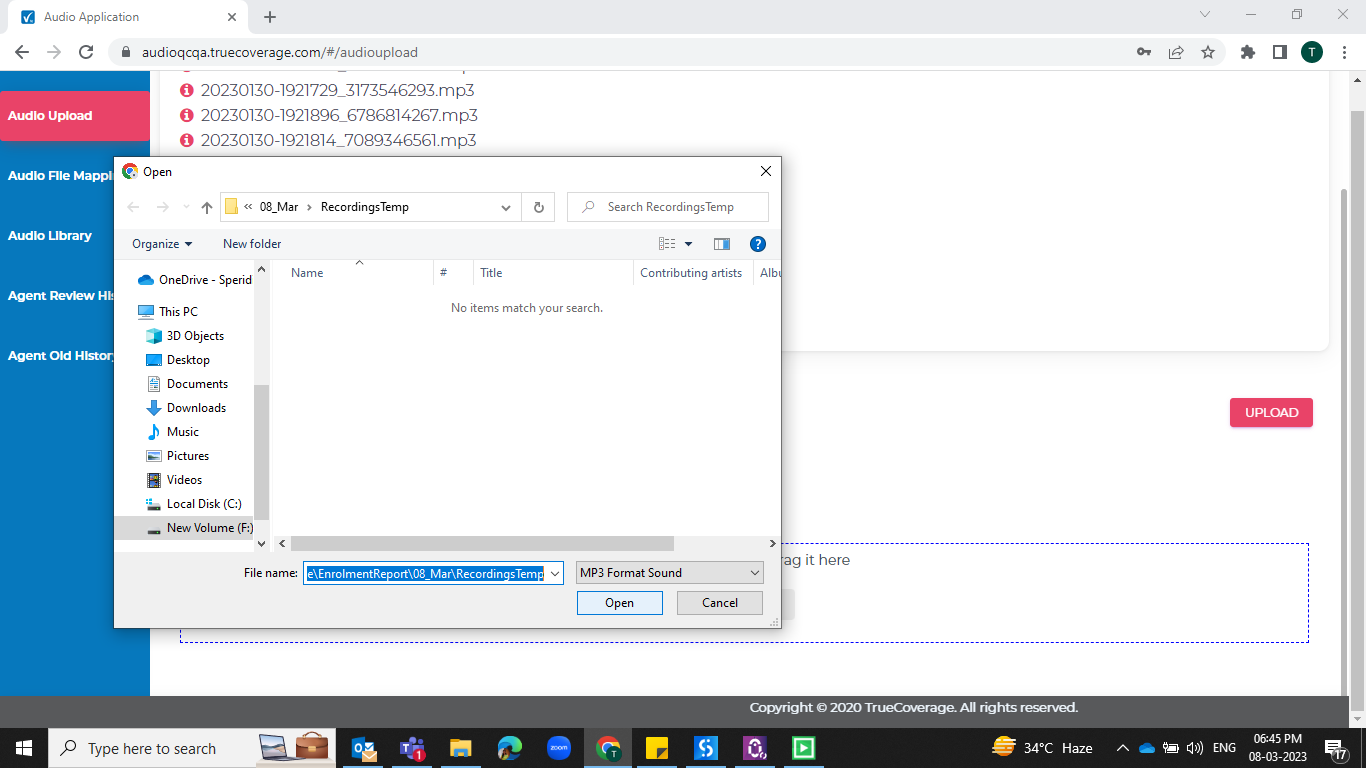 Audio Application
audioqcqa.truecoverage.com/#/audioupload
T
20230130-1921729_3173546293.mp3
Audio Upload
20230130-1921896_6786814267.mp3
20230130-1921814_7089346561.mp3
Open
Audio File Mappi
« 08_Mar › RecordingsTemp
Search RecordingsTemp
Audio Library
Organize
New folder
Name
#
Title
Contributing artists
Albu
OneDrive - Sperid
Agent Review His
No items match your search.
This PC
3D Objects
Agent Old History
Desktop
Documents
Downloads
UPLOAD
Music
Pictures
Videos
Local Disk (C:)
New Volume (F:)
rag it here
File name:
e\EnrolmentReport\08_Mar\RecordingsTemp
MP3 Format Sound
Open
Cancel
Copyright © 2020 TrueCoverage. All rights reserved.
Type here to search
zoom
34°C Haze
ENG
06:45 PM
08-03-2023
17